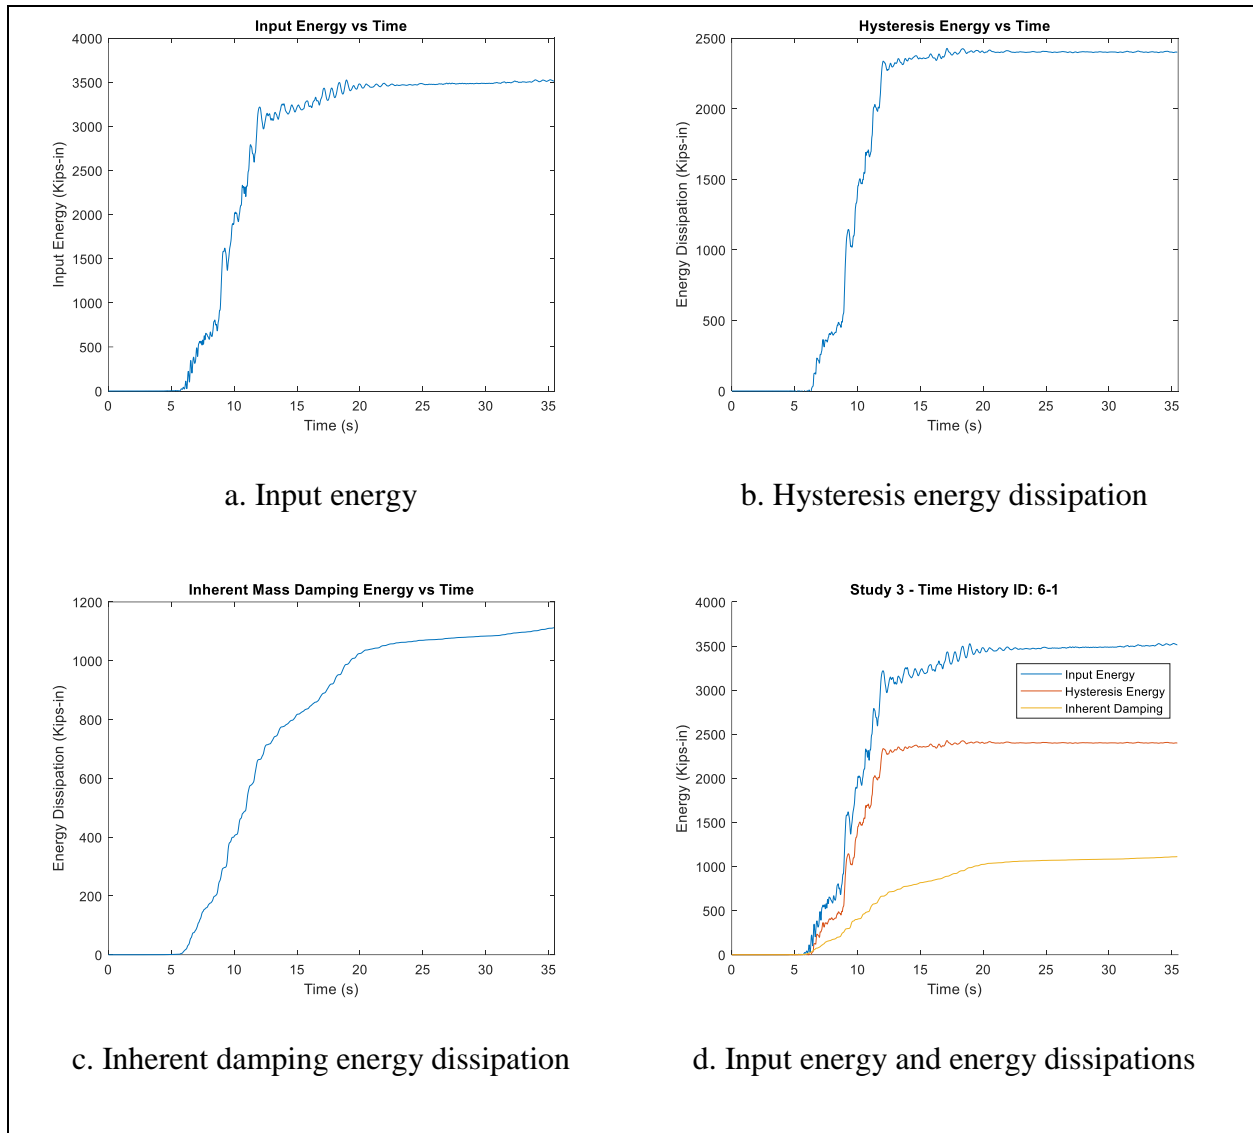 Input Energy vs Time
4000
3500
3000
2500
2000
1500
1000
500
0
Input Energy (Kips-in)
0 5 10 15 20 25 30 35
Time (s)
a. Input energy
Hysteresis Energy vs Time
2500
2000
1500
1000
500
0
Energy Dissipation (Kips-in)
0 5 10 15 20 25 30 35
Time (s)
b. Hysteresis energy dissipation
Inherent Mass Damping Energy vs Time
1200
1000
800
600
400
200
0
Energy Dissipation (Kips-in)
0 5 10 15 20 25 30 35
Time (s)
c. Inherent damping energy dissipation
Study 3 - Time History ID: 6-1
4000
3500
3000
2500
2000
1500
1000
500
0
Energy (Kips-in)
Input Energy
Hysteresis Energy
Inherent Damping
0 5 10 15 20 25 30 35
Time (s)
d. Input energy and energy dissipations